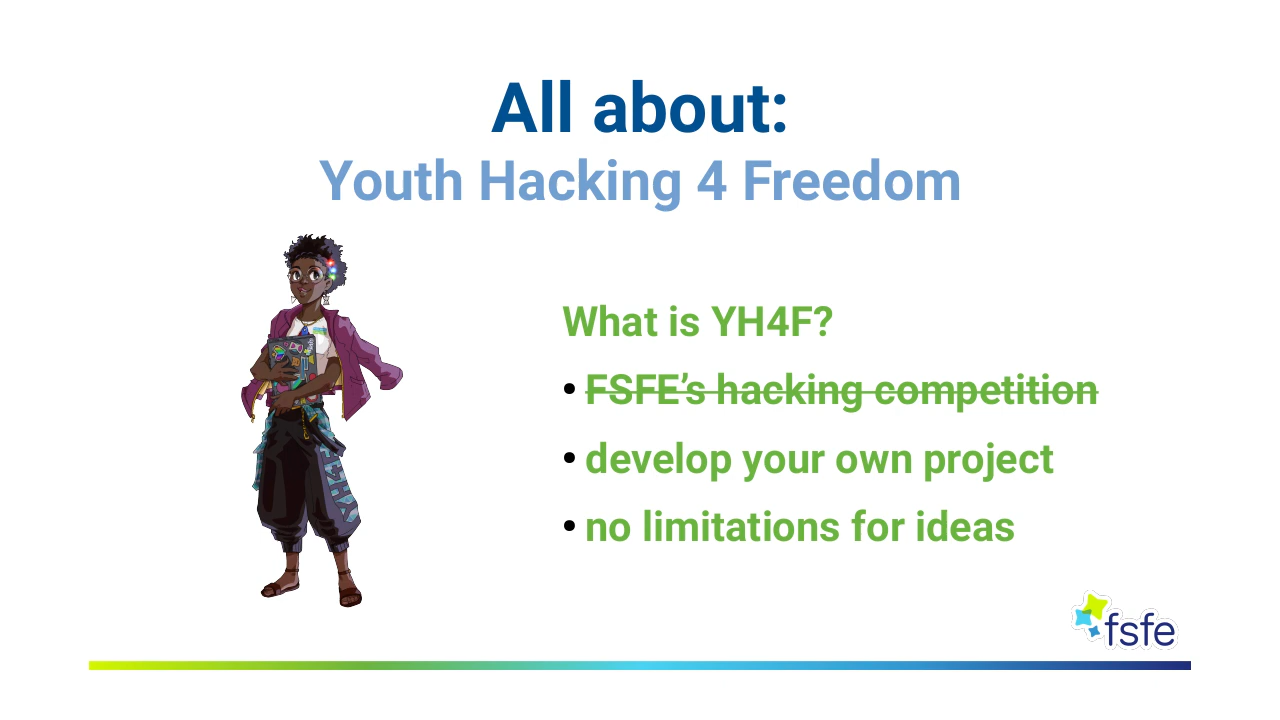 All about:
Youth Hacking 4 Freedom
What is YH4F?
• FSFE’s hacking competition
• develop your own project
• no limitations for ideas
YH4F
fsfe